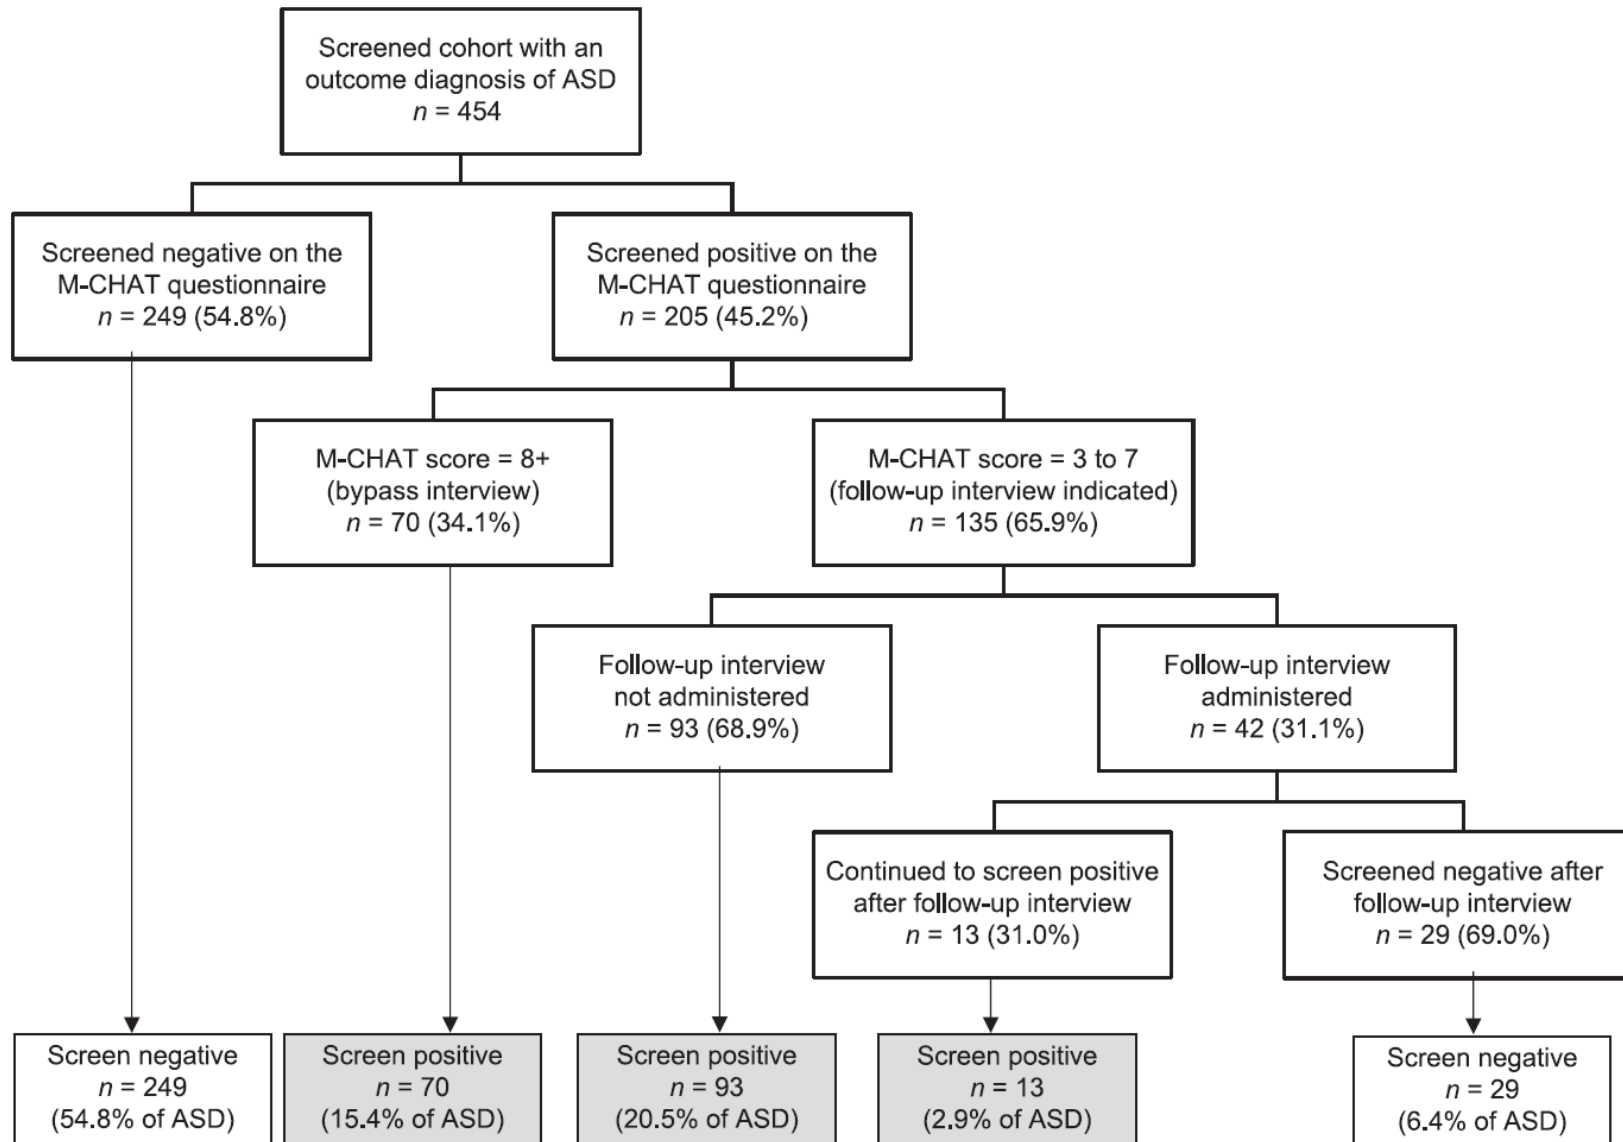 Screened cohort with an
outcome diagnosis of ASD
n = 454
Screened negative on the
M-CHAT questionnaire
n = 249 (54.8%)
Screened positive on the
M-CHAT questionnaire
n = 205 (45.2%)
M-CHAT score = 8+
(bypass interview)
n = 70 (34.1%)
M-CHAT score = 3 to 7
(follow-up interview indicated)
n = 135 (65.9%)
Follow-up interview
not administered
n = 93 (68.9%)
Follow-up interview
administered
n = 42 (31.1%)
Continued to screen positive
after follow-up interview
n = 13 (31.0%)
Screened negative after
follow-up interview
n = 29 (69.0%)
Screen negative
n = 249
(54.8% of ASD)
Screen positive
n = 70
(15.4% of ASD)
Screen positive
n = 93
(20.5% of ASD)
Screen positive
n = 13
(2.9% of ASD)
Screen negative
n = 29
(6.4% of ASD)